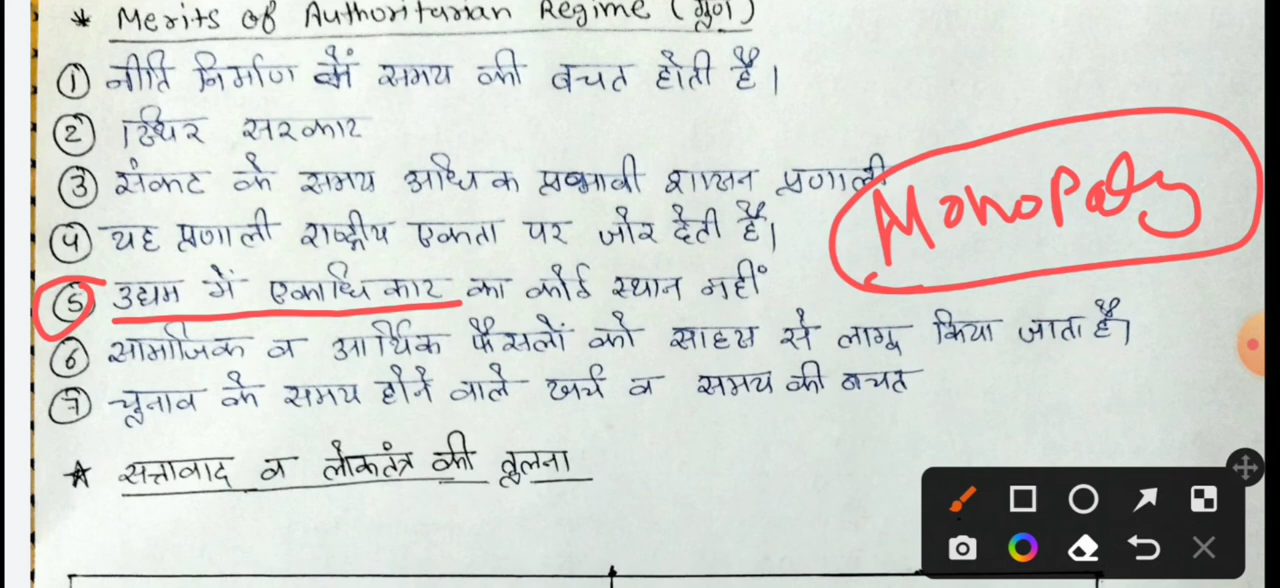 * Merits of Authoritarian Regime (गुण)
① नीति निर्माण में समय की बचत होती है।
② स्थिर सरकार
③ संकट के समय अधिक प्रभावी शासन प्रणाली
Monopoly
④ यह प्रणाली राष्ट्रीय एकता पर जोर देती है।
⑤ उद्यम में एकाधिकार का कोई स्थान नहीं
⑥ सामाजिक व आर्थिक फैसलों को साहस से लागू किया जाता है।
⑦ चुनाव के समय होने वाले खर्च व समय की बचत
* सत्तावाद व लोकतंत्र की तुलना